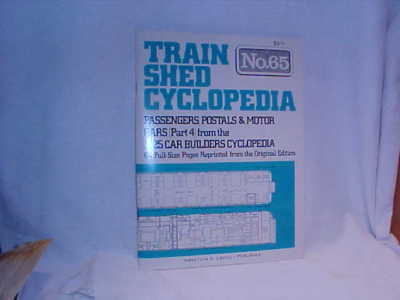 TRAIN
No.65
SHED
CYCLOPEDIA
PASSENGERS, POSTALS & MOTOR
CARS (Part 4) from the
1925 CAR BUILDERS CYCLOPEDIA
Full-Size Pages Reprinted from the Original Edition